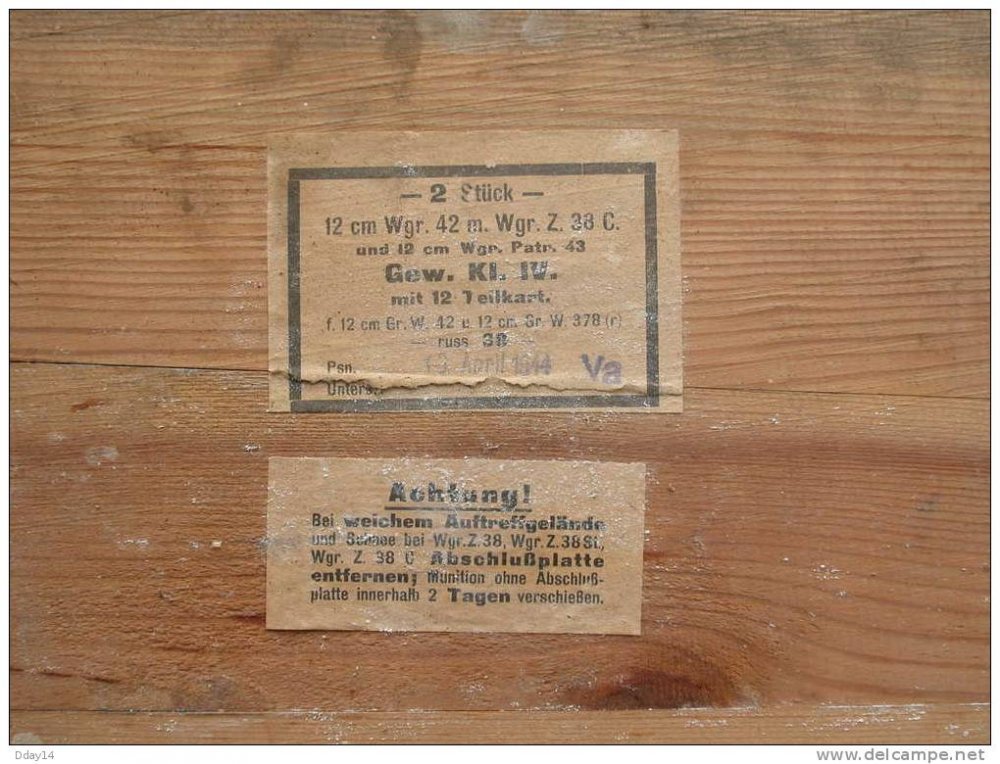 — 2 Stück —
12 cm Wgr. 42 m. Wgr. Z. 38 C.
und 12 cm Wgr. Patr. 43
Gew. Kl. IV.
mit 12 Teilkart.
f. 12 cm Gr. W. 42 u 12 cm Gr. W. 378 (r)
— russ 38 —
Psn. April 1944 Va
Unters.
Achtung!
Bei weichem Auftreffgelände
und Schnee bei Wgr. Z. 38, Wgr. Z. 38 St.,
Wgr. Z. 38 C Abschlußplatte
entfernen; Munition ohne Abschluß-
platte innerhalb 2 Tagen verschießen.
Dday14
www.delcampe.net